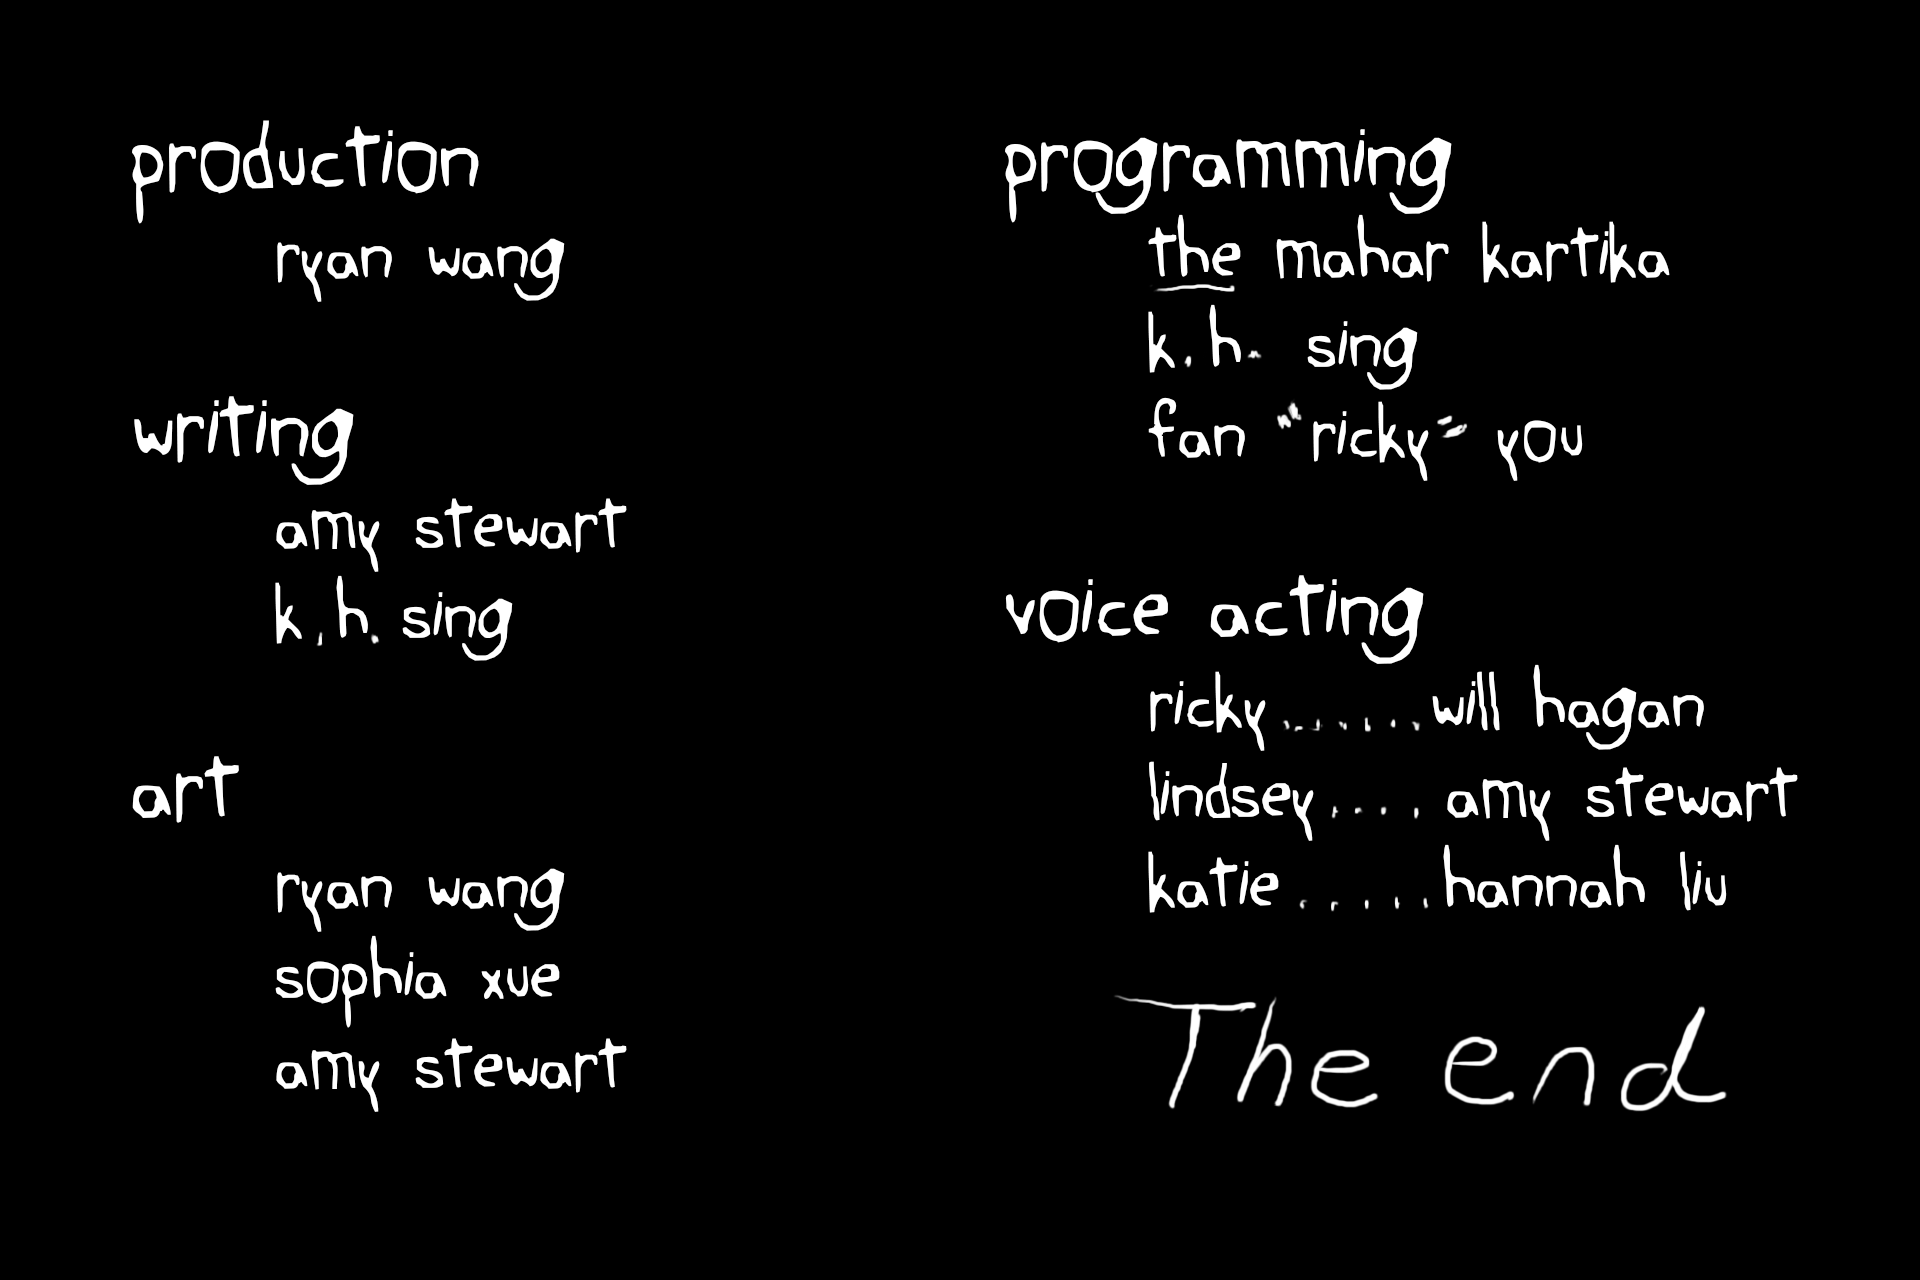 production
ryan wang
writing
amy stewart
k.h. sing
art
ryan wang
sophia xue
amy stewart
programming
the mahar kartika
k.h. sing
fan "ricky" you
voice acting
ricky......will hagan
lindsey.... amy stewart
katie.....hannah liu
The end